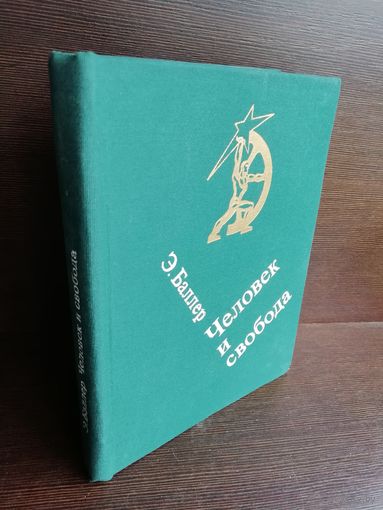 Э. Баллер
Человек
и
свобода
Э. Баллер Человек и свобода